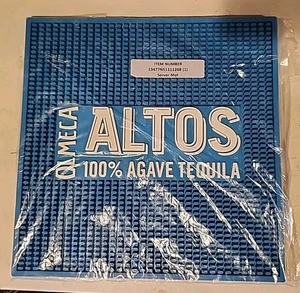 ITEM NUMBER
Server Mat
OLMECA
ALTOS
100% AGAVE TEQUILA